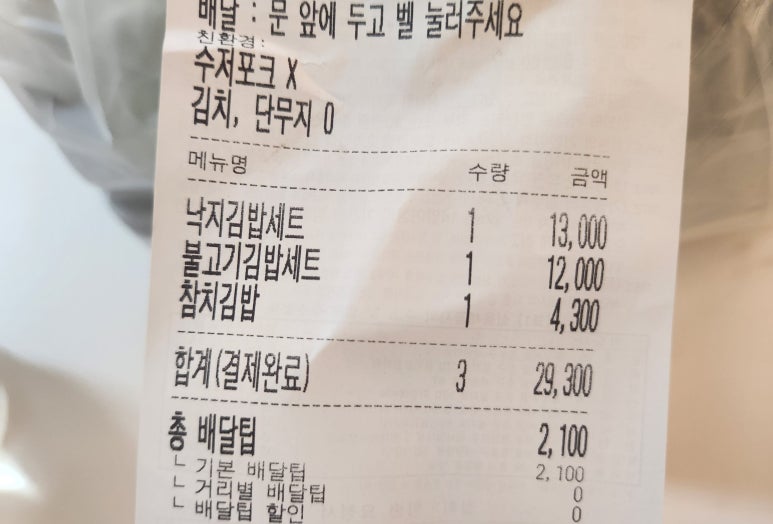 배달 : 문 앞에 두고 벨 눌러주세요
친환경:
수저포크 X
김치, 단무지 O
메뉴명 수량 금액
낙지김밥세트 1 13,000
불고기김밥세트 1 12,000
참치김밥 1 4,300
합계(결제완료) 3 29,300
총 배달팁 2,100
ㄴ 기본 배달팁 2,100
ㄴ 거리별 배달팁 0
ㄴ 배달팁 할인 0